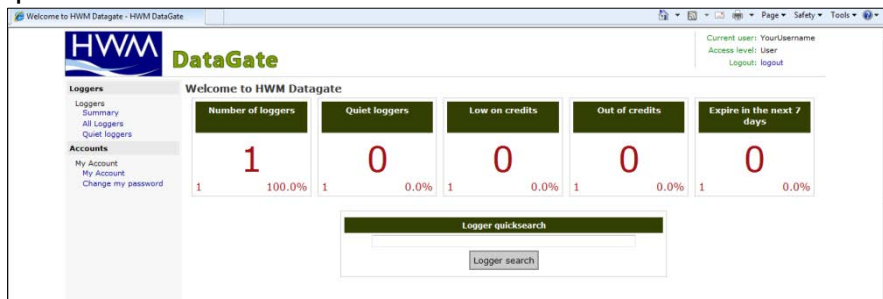 Welcome to HWM Datagate - HWM DataGate
Page
Safety
Tools
HWM
DataGate
Current user: YourUsername
Access level: User
Logout: logout
Loggers
Loggers
Summary
All Loggers
Quiet loggers
Accounts
My Account
My Account
Change my password
Welcome to HWM Datagate
Number of loggers
1
1 100.0%
Quiet loggers
0
1 0.0%
Low on credits
0
1 0.0%
Out of credits
0
1 0.0%
Expire in the next 7
days
0
1 0.0%
Logger quicksearch
Logger search